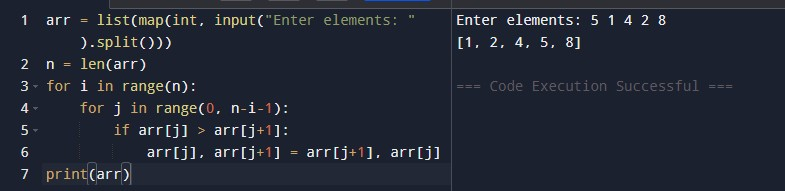 1 arr = list(map(int, input("Enter elements: "
).split()))
2 n = len(arr)
3 for i in range(n):
4 for j in range(0, n-i-1):
5 if arr[j] > arr[j+1]:
6 arr[j], arr[j+1] = arr[j+1], arr[j]
7 print(arr)
Enter elements: 5 1 4 2 8
[1, 2, 4, 5, 8]
=== Code Execution Successful ===